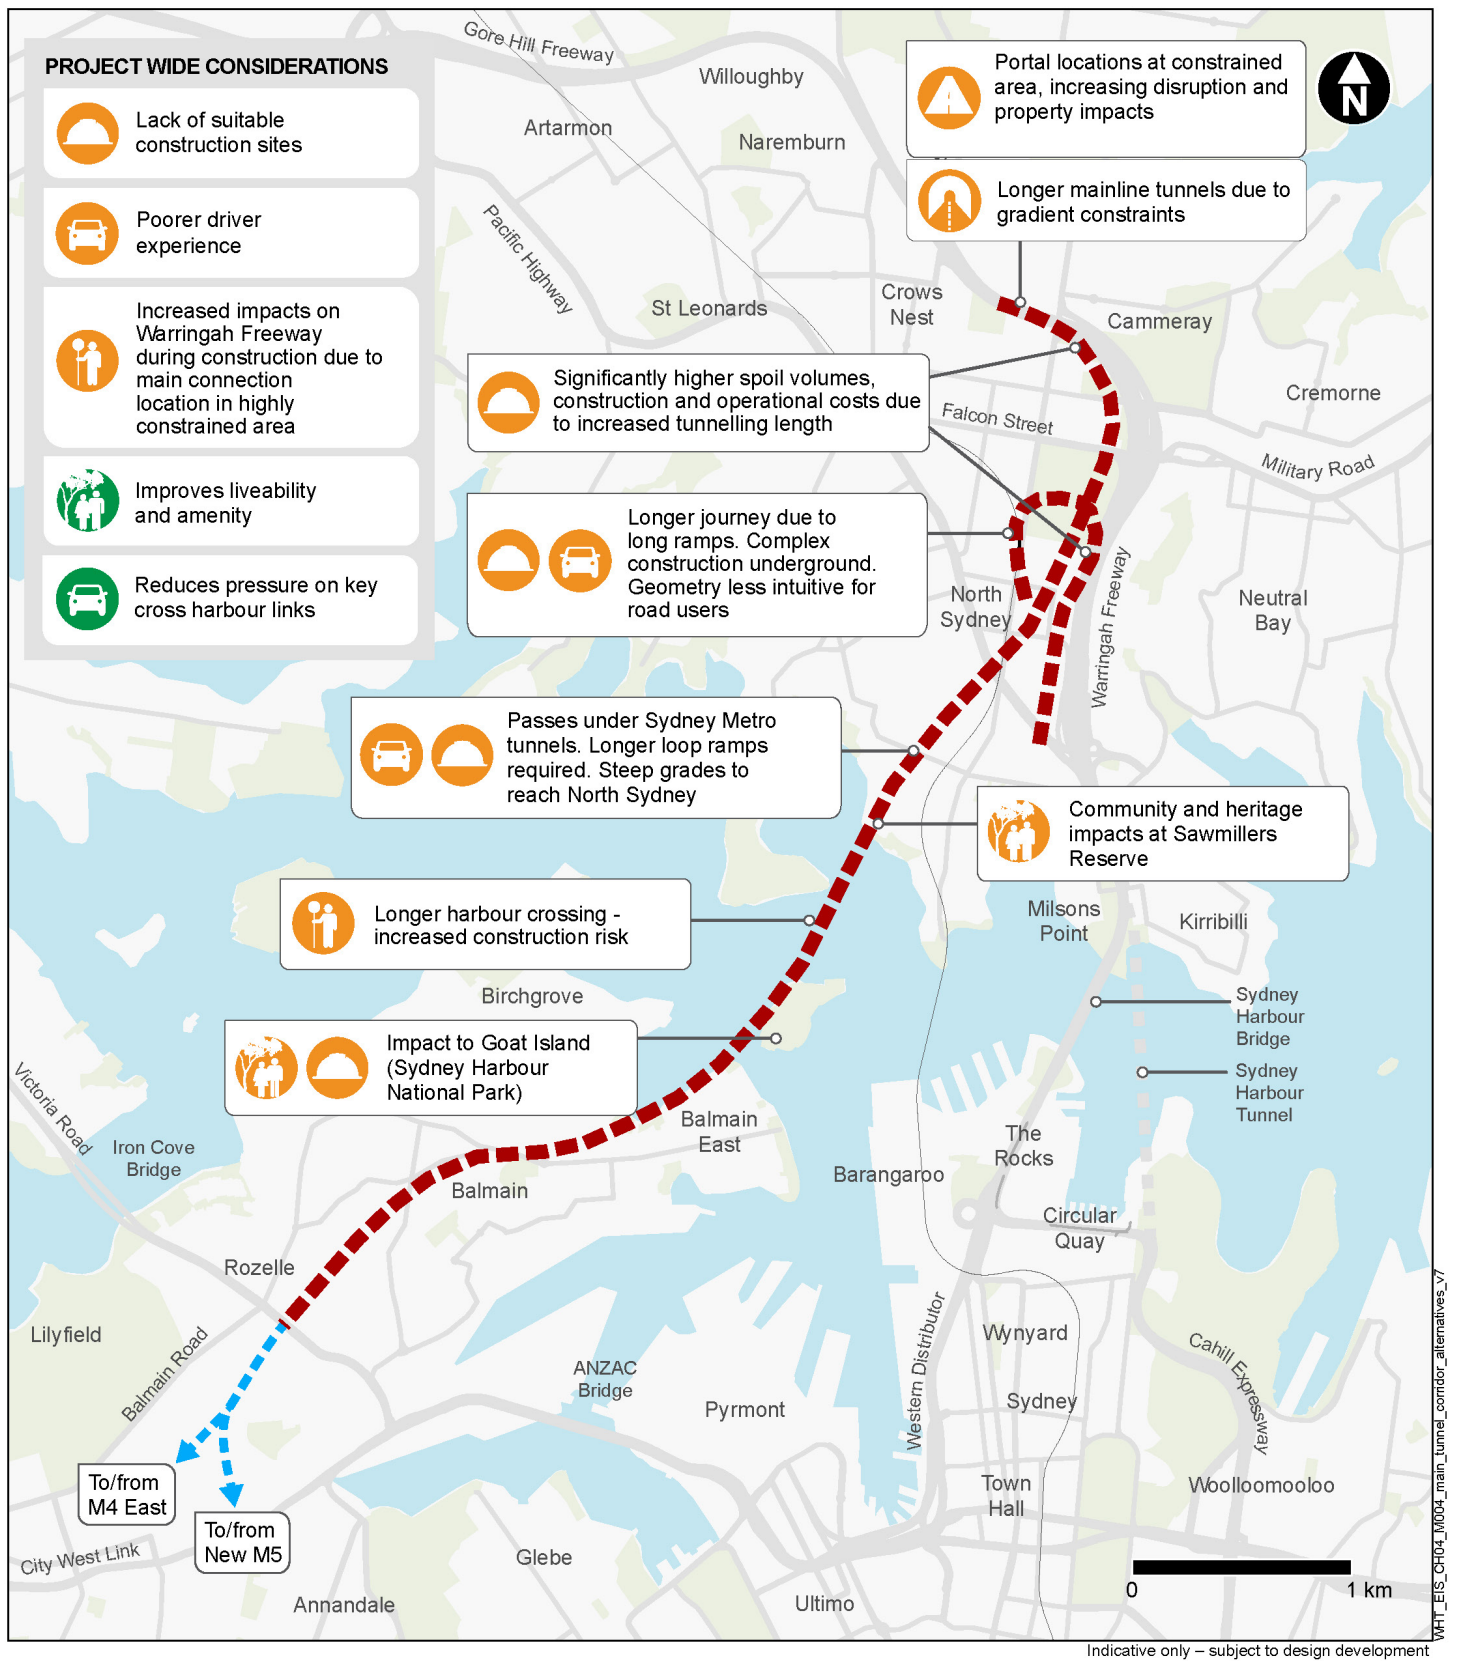 PROJECT WIDE CONSIDERATIONS
Lack of suitable
construction sites
Poorer driver
experience
Increased impacts on
Warringah Freeway
during construction due to
main connection
location in highly
constrained area
Improves liveability
and amenity
Reduces pressure on key
cross harbour links
Gore Hill Freeway
Willoughby
Artarmon
Naremburn
Portal locations at constrained
area, increasing disruption and
property impacts
N
Longer mainline tunnels due to
gradient constraints
Pacific Highway
St Leonards
Crows
Nest
Cammeray
Significantly higher spoil volumes,
construction and operational costs due
to increased tunnelling length
Falcon Street
Cremorne
Military Road
Longer journey due to
long ramps. Complex
construction underground.
Geometry less intuitive for
road users
North
Sydney
Warringah Freeway
Neutral
Bay
Passes under Sydney Metro
tunnels. Longer loop ramps
required. Steep grades to
reach North Sydney
Community and heritage
impacts at Sawmillers
Reserve
Longer harbour crossing -
increased construction risk
Milsons
Point
Kirribilli
Birchgrove
Sydney
Harbour
Bridge
Impact to Goat Island
(Sydney Harbour
National Park)
Sydney
Harbour
Tunnel
Victoria Road
Iron Cove
Bridge
Balmain
East
The
Rocks
Barangaroo
Balmain
Circular
Quay
Rozelle
Lilyfield
Balmain Road
Western Distributor
Wynyard
Cahill Expressway
ANZAC
Bridge
Sydney
Pyrmont
To/from
M4 East
Town
Hall
Woolloomooloo
To/from
New M5
City West Link
Glebe
Annandale
Ultimo
0 1 km
WHT_EIS_CH04_M004_main_tunnel_corridor_alternatives_v7
Indicative only – subject to design development